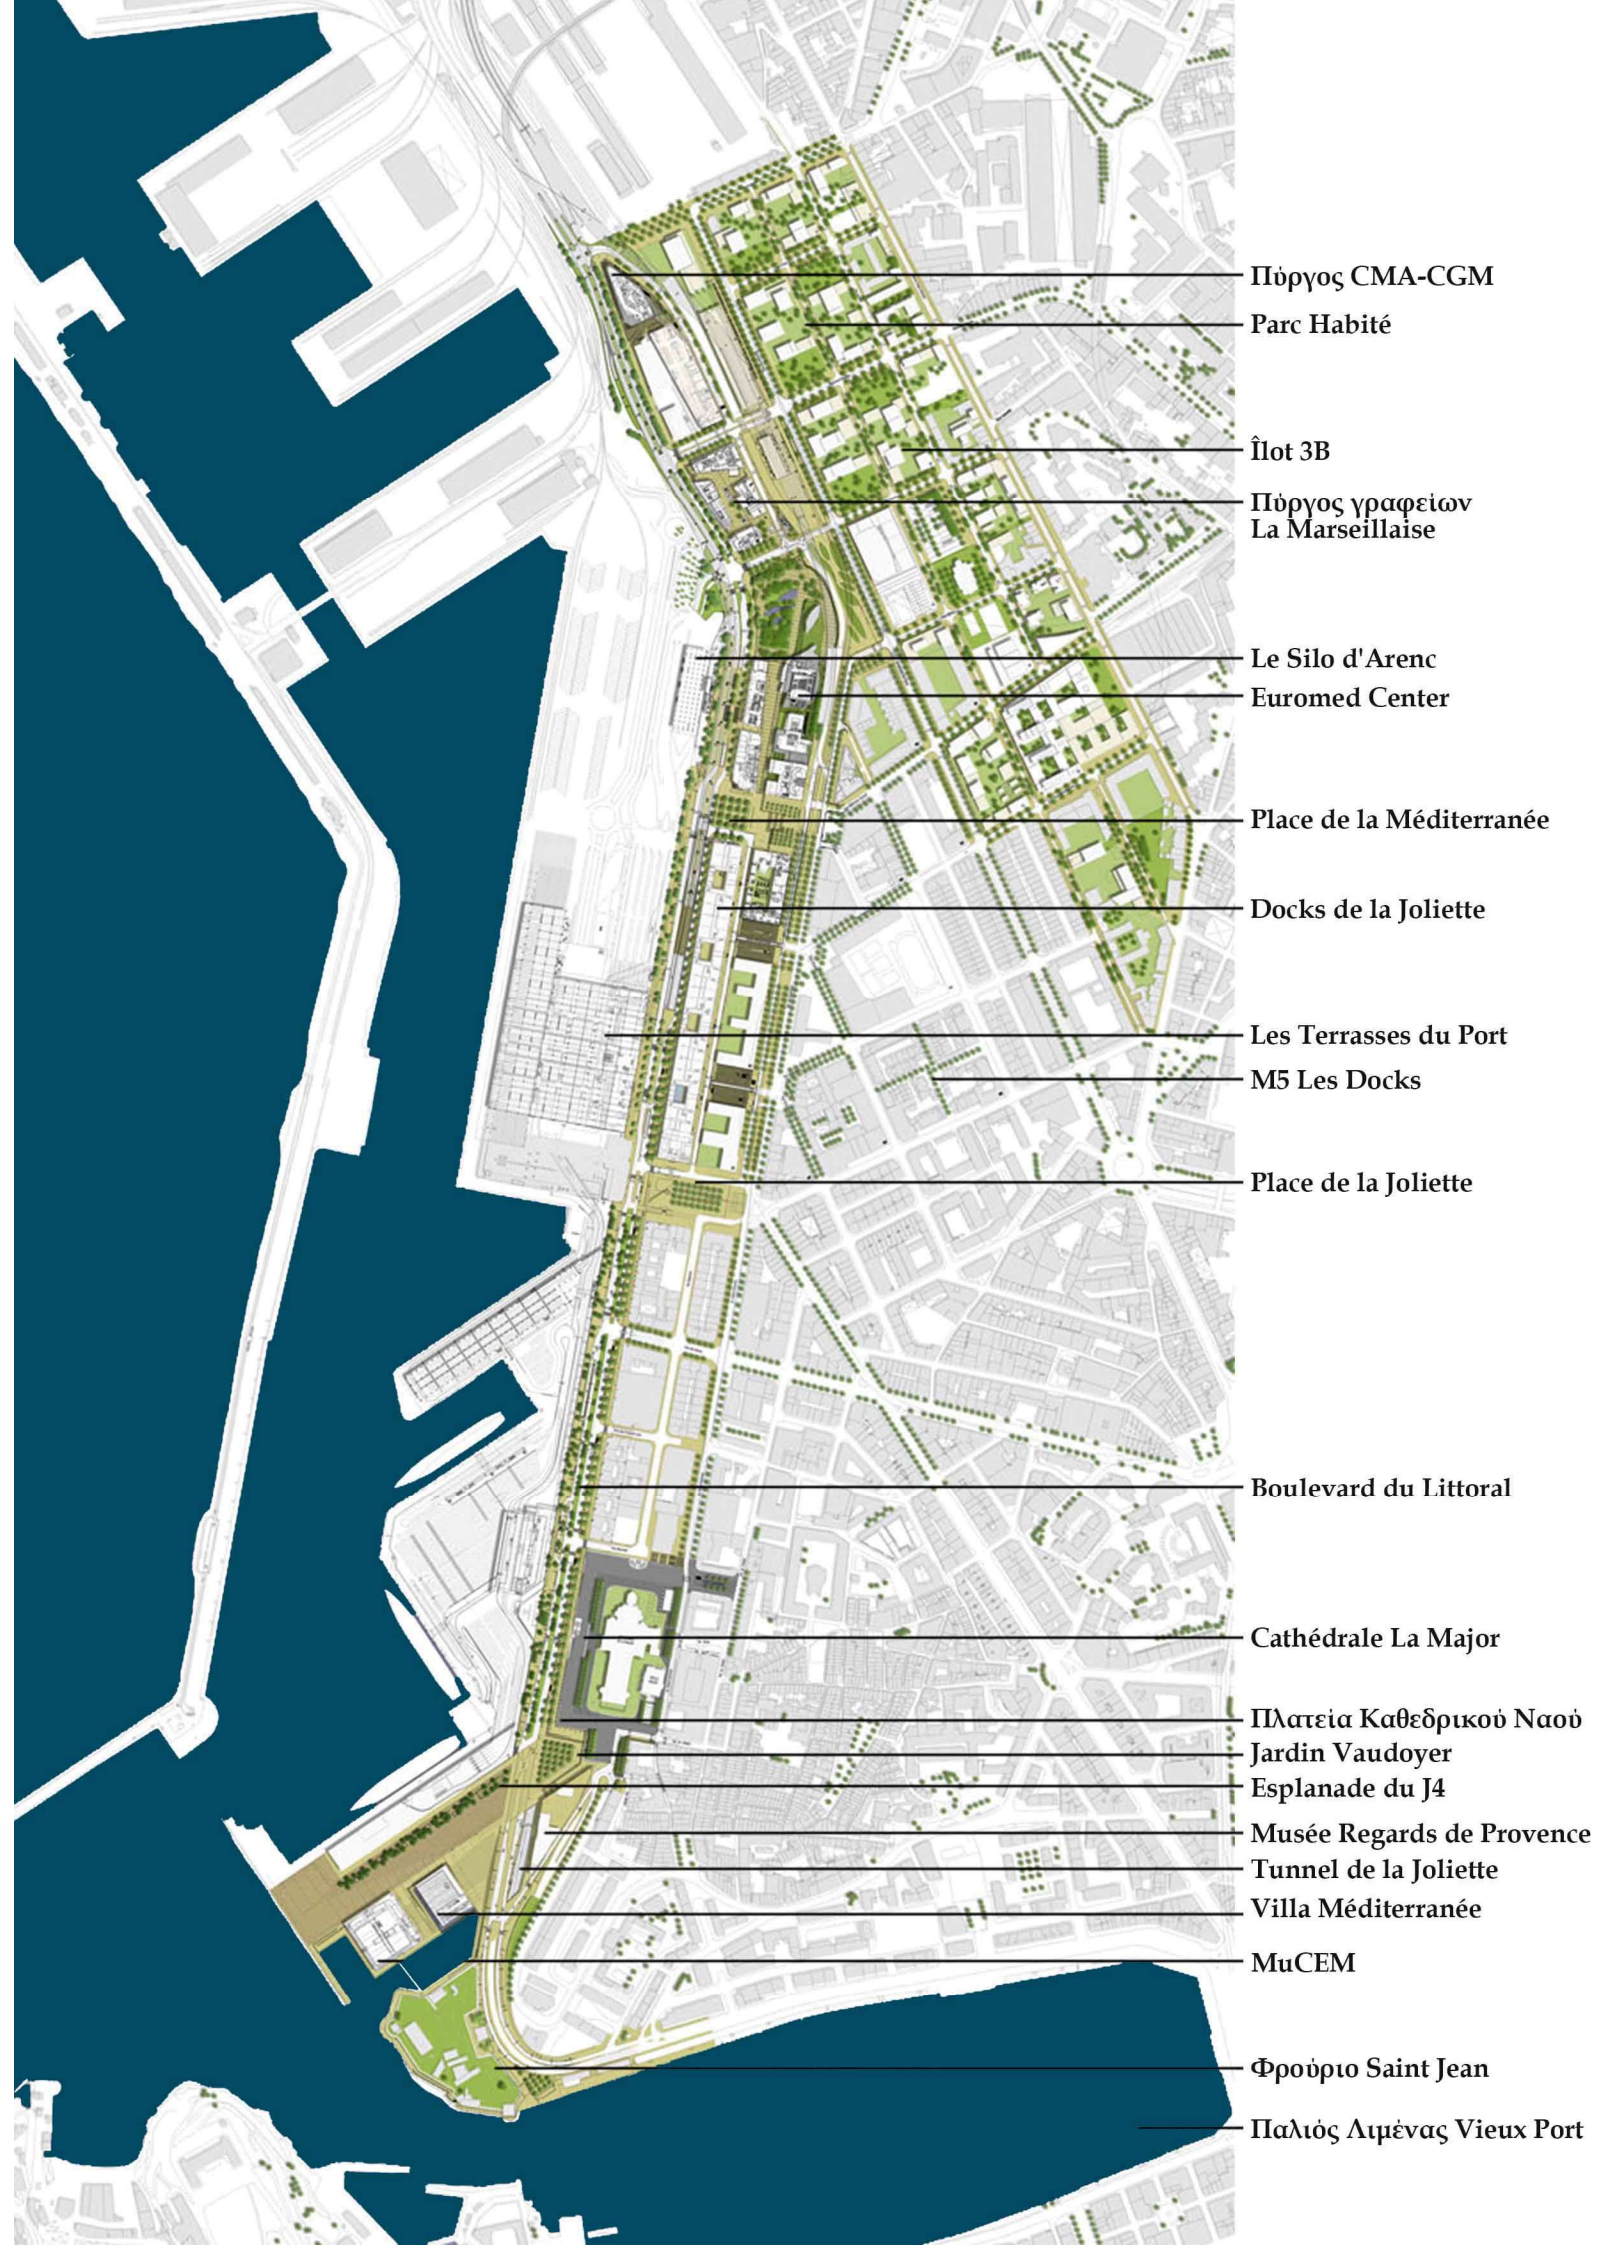 Πύργος CMA-CGM
Parc Habité
Îlot 3B
Πύργος γραφείων
La Marseillaise
Le Silo d'Arenc
Euromed Center
Place de la Méditerranée
Docks de la Joliette
Les Terrasses du Port
M5 Les Docks
Place de la Joliette
Boulevard du Littoral
Cathédrale La Major
Πλατεία Καθεδρικού Ναού
Jardin Vaudoyer
Esplanade du J4
Musée Regards de Provence
Tunnel de la Joliette
Villa Méditerranée
MuCEM
Φρούριο Saint Jean
Παλιός Λιμένας Vieux Port